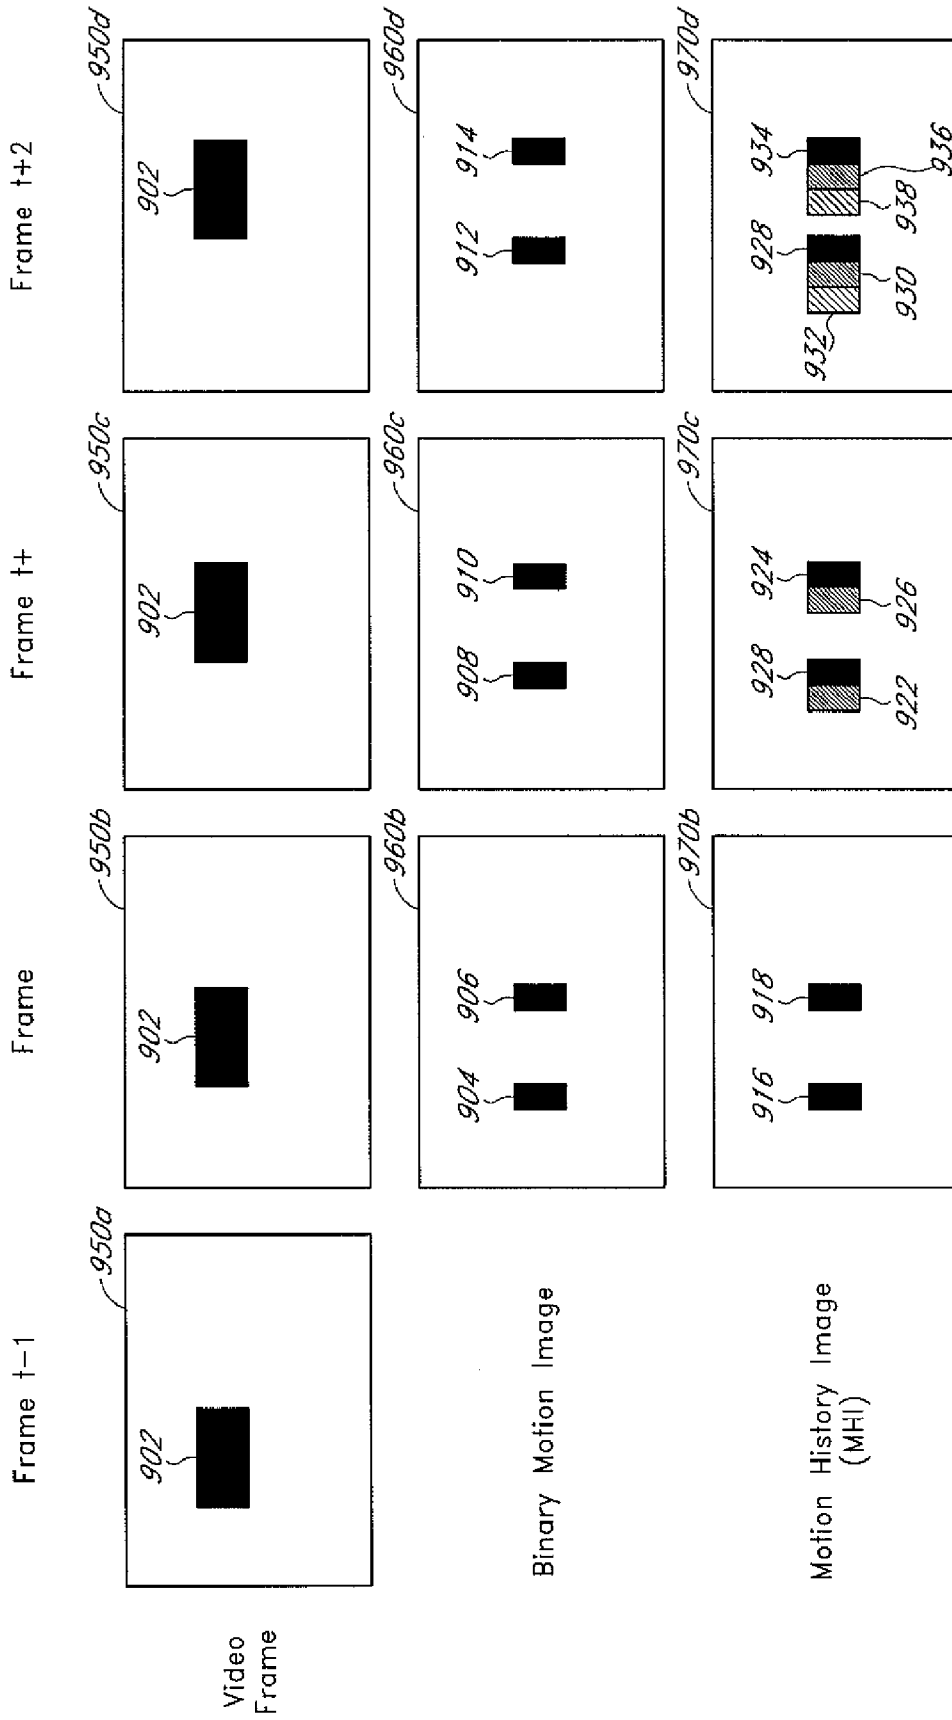 Frame t-1
Frame
Frame t+
Frame t+2
Video
Frame
902
950a
902
950b
902
950c
902
950d
Binary Motion Image
904
906
960b
908
910
960c
912
914
960d
Motion History Image
(MHI)
916
918
970b
928
924
970c
922
926
928
934
970d
932
930
938
936